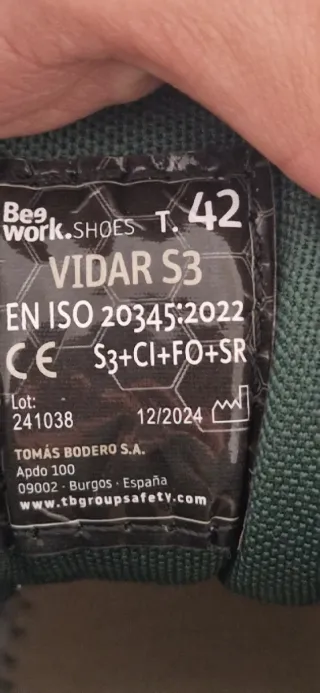 Bee
work.SHOES T. 42
VIDAR S3
EN ISO 20345:2022
CE S3+CI+FO+SR
Lot:
241038 12/2024
TOMÁS BODERO S.A.
Apdo 100
09002 - Burgos - España
www.tbgroupsafety.com